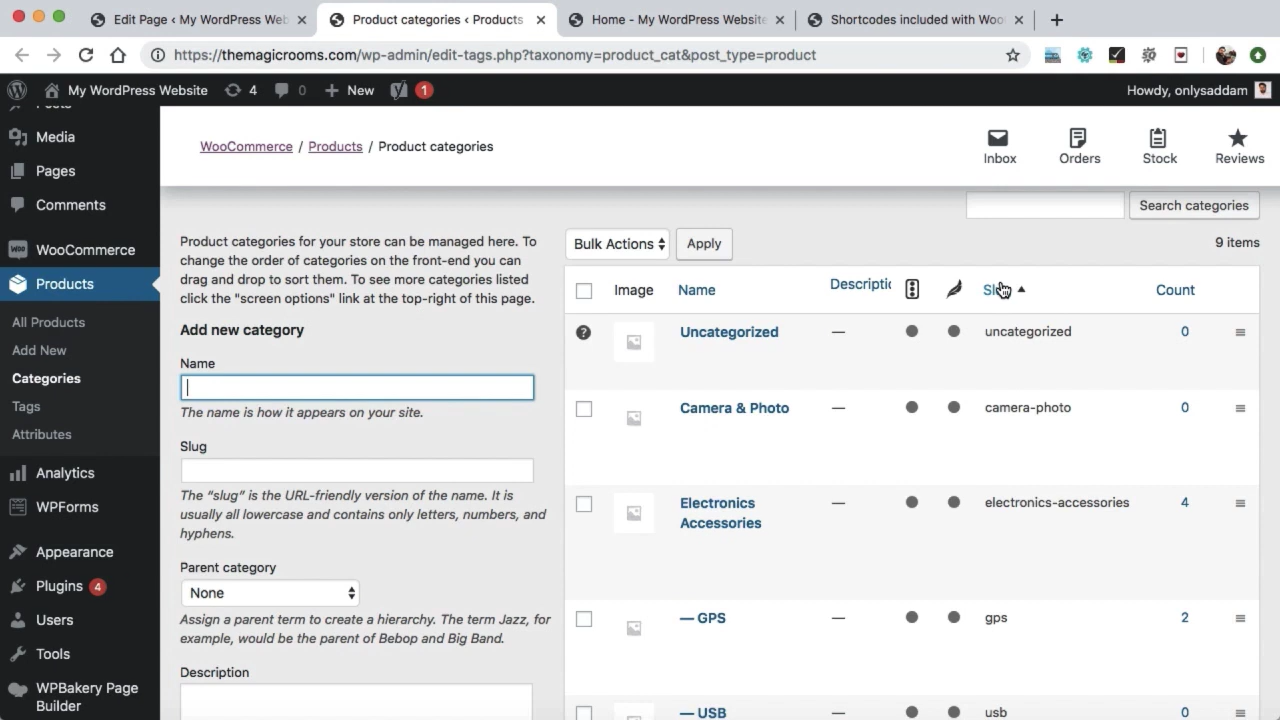 Edit Page ‹ My WordPress Web
Product categories ‹ Products
Home - My WordPress Website
Shortcodes included with Woo
https://themagicrooms.com/wp-admin/edit-tags.php?taxonomy=product_cat&post_type=product
My WordPress Website
4
0
New
1
Howdy, onlysaddam
Posts
Media
Pages
Comments
WooCommerce
Products
All Products
Add New
Categories
Tags
Attributes
Analytics
WPForms
Appearance
Plugins 4
Users
Tools
WPBakery Page
Builder
WooCommerce / Products / Product categories
Inbox
Orders
Stock
Reviews
Search categories
Product categories for your store can be managed here. To
change the order of categories on the front-end you can
drag and drop to sort them. To see more categories listed
click the "screen options" link at the top-right of this page.
Add new category
Name
The name is how it appears on your site.
Slug
The “slug” is the URL-friendly version of the name. It is
usually all lowercase and contains only letters, numbers, and
hyphens.
Parent category
None
Assign a parent term to create a hierarchy. The term Jazz, for
example, would be the parent of Bebop and Big Band.
Description
Bulk Actions
Apply
9 items
Image Name Descriptio Count
Uncategorized — uncategorized 0
Camera & Photo — camera-photo 0
Electronics
Accessories — electronics-accessories 4
— GPS — gps 2
— USB — usb 0